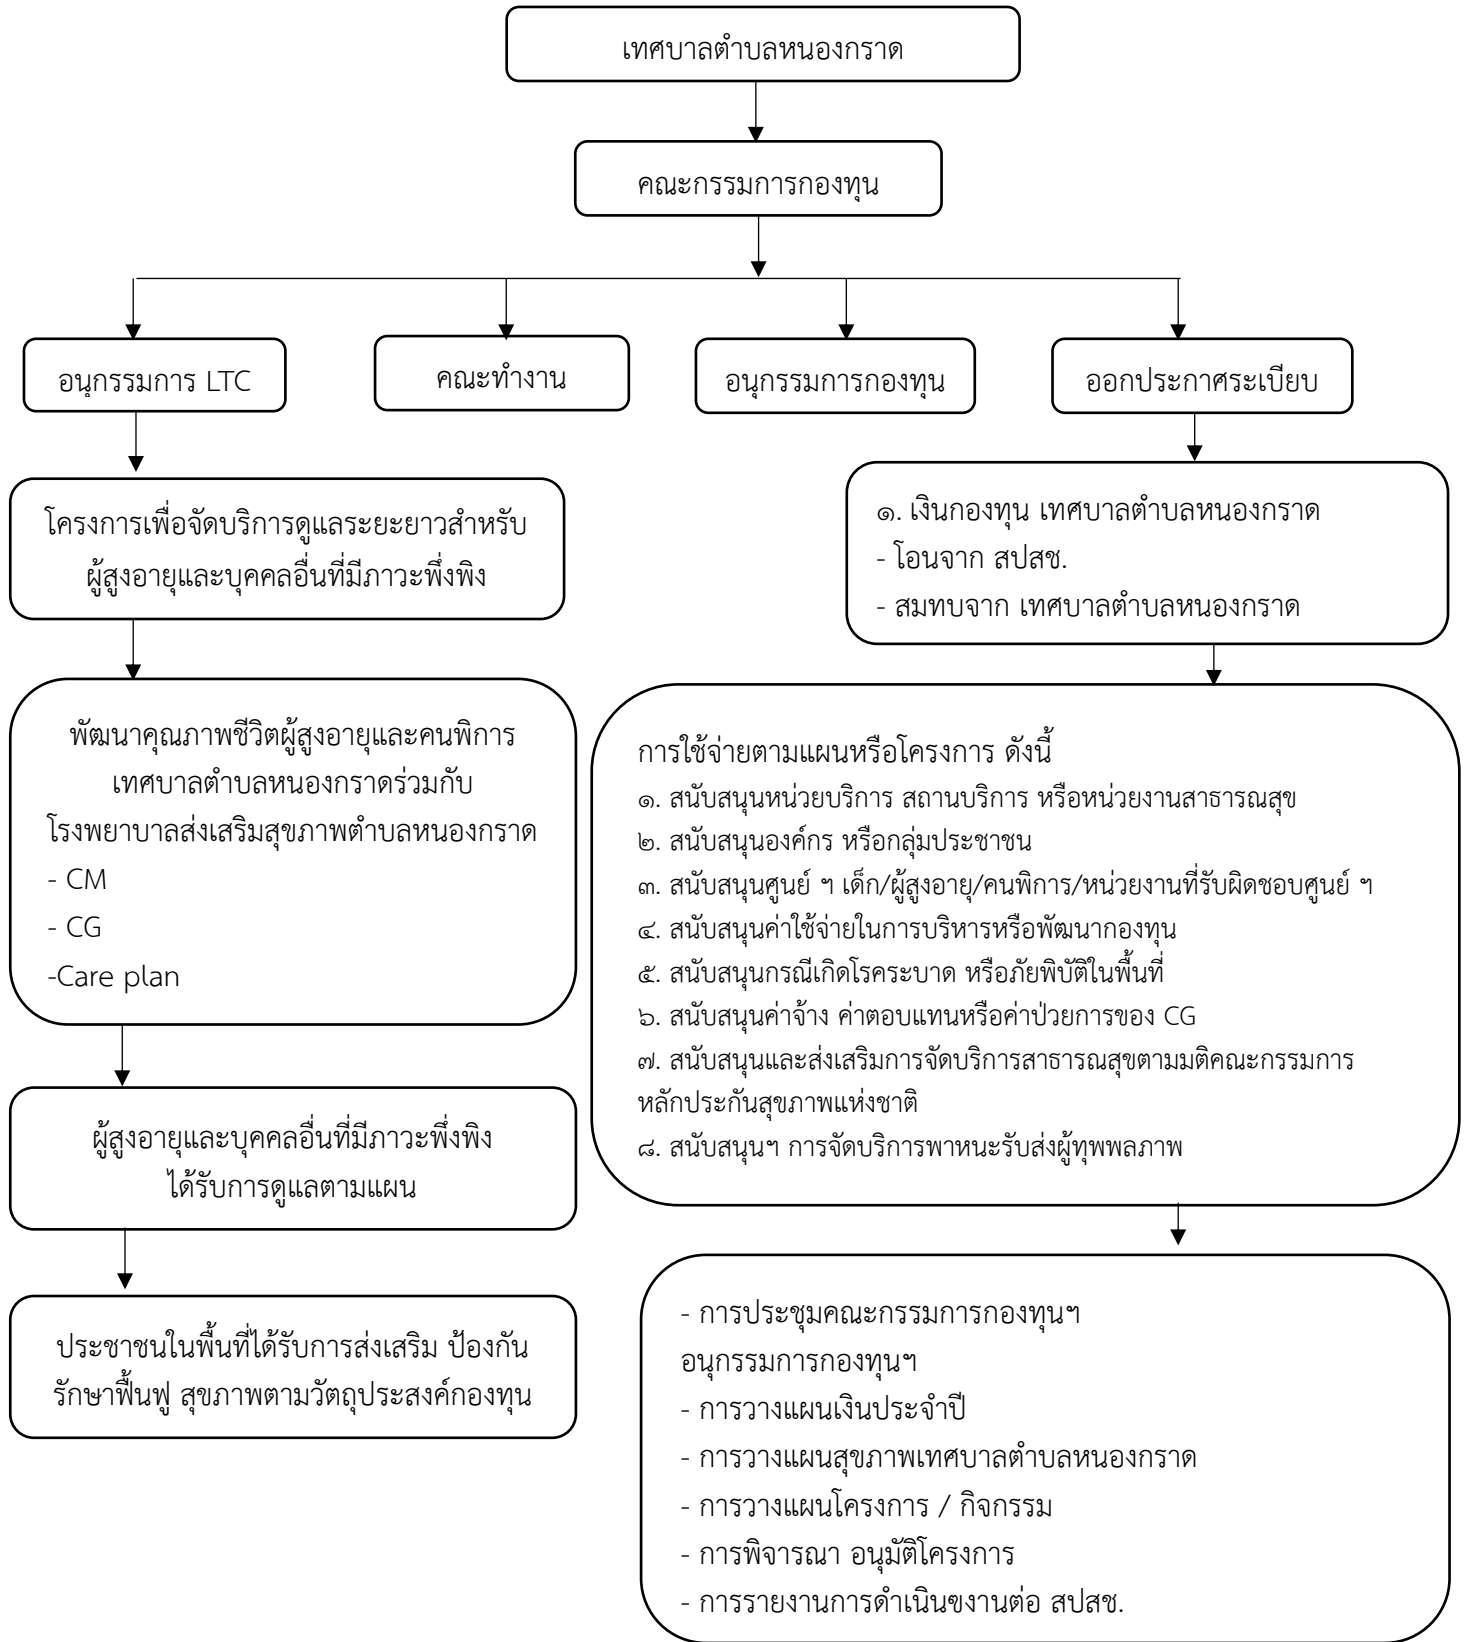 เทศบาลตำบลหนองกราด
คณะกรรมการกองทุน
อนุกรรมการ LTC
คณะทำงาน
อนุกรรมการกองทุน
ออกประกาศระเบียบ
โครงการเพื่อจัดบริการดูแลระยะยาวสำหรับ
ผู้สูงอายุและบุคคลอื่นที่มีภาวะพึ่งพิง
๑. เงินกองทุน เทศบาลตำบลหนองกราด
- โอนจาก สปสช.
- สมทบจาก เทศบาลตำบลหนองกราด
พัฒนาคุณภาพชีวิตผู้สูงอายุและคนพิการ
เทศบาลตำบลหนองกราดร่วมกับ
โรงพยาบาลส่งเสริมสุขภาพตำบลหนองกราด
- CM
- CG
-Care plan
การใช้จ่ายตามแผนหรือโครงการ ดังนี้
๑. สนับสนุนหน่วยบริการ สถานบริการ หรือหน่วยงานสาธารณสุข
๒. สนับสนุนองค์กร หรือกลุ่มประชาชน
๓. สนับสนุนศูนย์ ฯ เด็ก/ผู้สูงอายุ/คนพิการ/หน่วยงานที่รับผิดชอบศูนย์ ฯ
๔. สนับสนุนค่าใช้จ่ายในการบริหารหรือพัฒนากองทุน
๕. สนับสนุนกรณีเกิดโรคระบาด หรือภัยพิบัติในพื้นที่
๖. สนับสนุนค่าจ้าง ค่าตอบแทนหรือค่าป่วยการของ CG
๗. สนับสนุนและส่งเสริมการจัดบริการสาธารณสุขตามมติคณะกรรมการ
หลักประกันสุขภาพแห่งชาติ
๘. สนับสนุนฯ การจัดบริการพาหนะรับส่งผู้ทุพพลภาพ
ผู้สูงอายุและบุคคลอื่นที่มีภาวะพึ่งพิง
ได้รับการดูแลตามแผน
ประชาชนในพื้นที่ได้รับการส่งเสริม ป้องกัน
รักษาฟื้นฟู สุขภาพตามวัตถุประสงค์กองทุน
- การประชุมคณะกรรมการกองทุนฯ
อนุกรรมการกองทุนฯ
- การวางแผนเงินประจำปี
- การวางแผนสุขภาพเทศบาลตำบลหนองกราด
- การวางแผนโครงการ / กิจกรรม
- การพิจารณา อนุมัติโครงการ
- การรายงานการดำเนินฃงานต่อ สปสช.